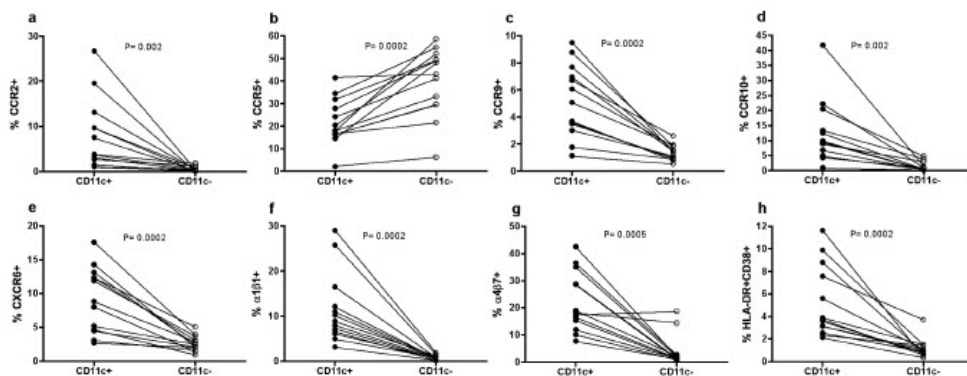 a
P= 0.002
% CCR2+
30
20
10
0
CD11c+ CD11c-
b
P= 0.0002
% CCR5+
60
50
40
30
20
10
0
CD11c+ CD11c-
c
P= 0.0002
% CCR9+
10
8
6
4
2
0
CD11c+ CD11c-
d
P= 0.002
% CCR10+
45
40
35
30
25
20
15
10
5
0
CD11c+ CD11c-
e
P= 0.0002
% CXCR6+
20
15
10
5
0
CD11c+ CD11c-
f
P= 0.0002
% α1β1+
30
20
10
0
CD11c+ CD11c-
g
P= 0.0005
% α4β7+
50
40
30
20
10
0
CD11c+ CD11c-
h
P= 0.0002
% HLA-DR+CD38+
12
10
8
6
4
2
0
CD11c+ CD11c-